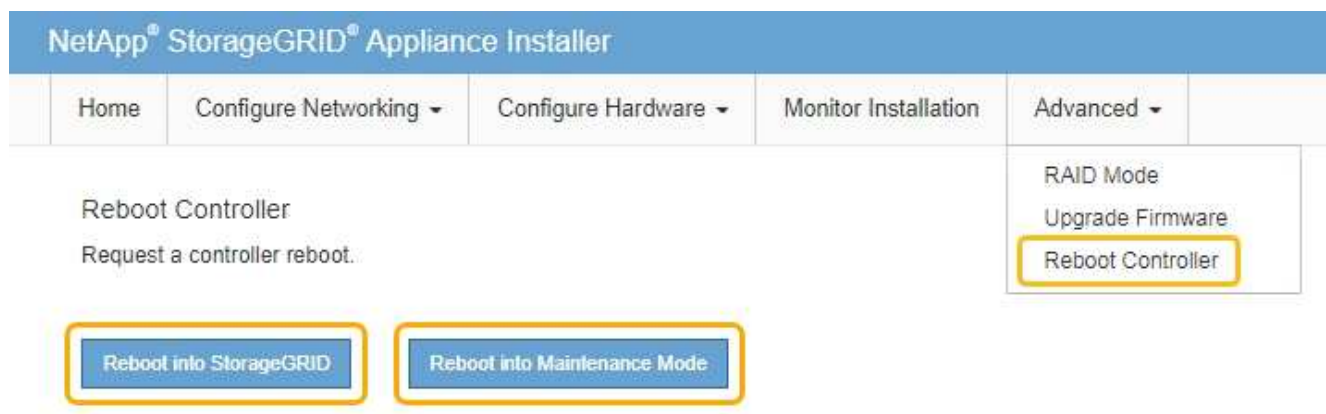 NetApp® StorageGRID® Appliance Installer
Home Configure Networking Configure Hardware Monitor Installation Advanced
RAID Mode
Upgrade Firmware
Reboot Controller
Reboot Controller
Request a controller reboot.
Reboot into StorageGRID Reboot into Maintenance Mode